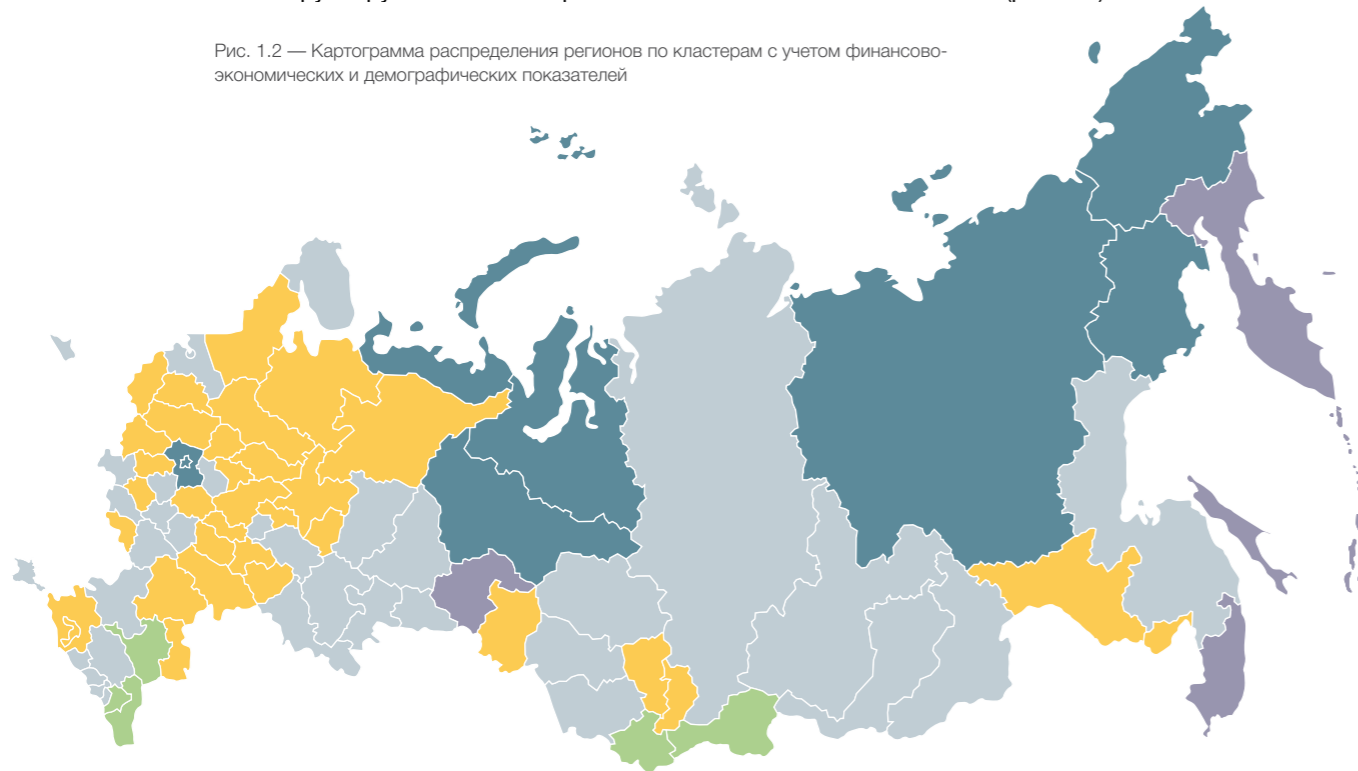 Рис. 1.2 — Картограмма распределения регионов по кластерам с учетом финансово-
экономических и демографических показателей